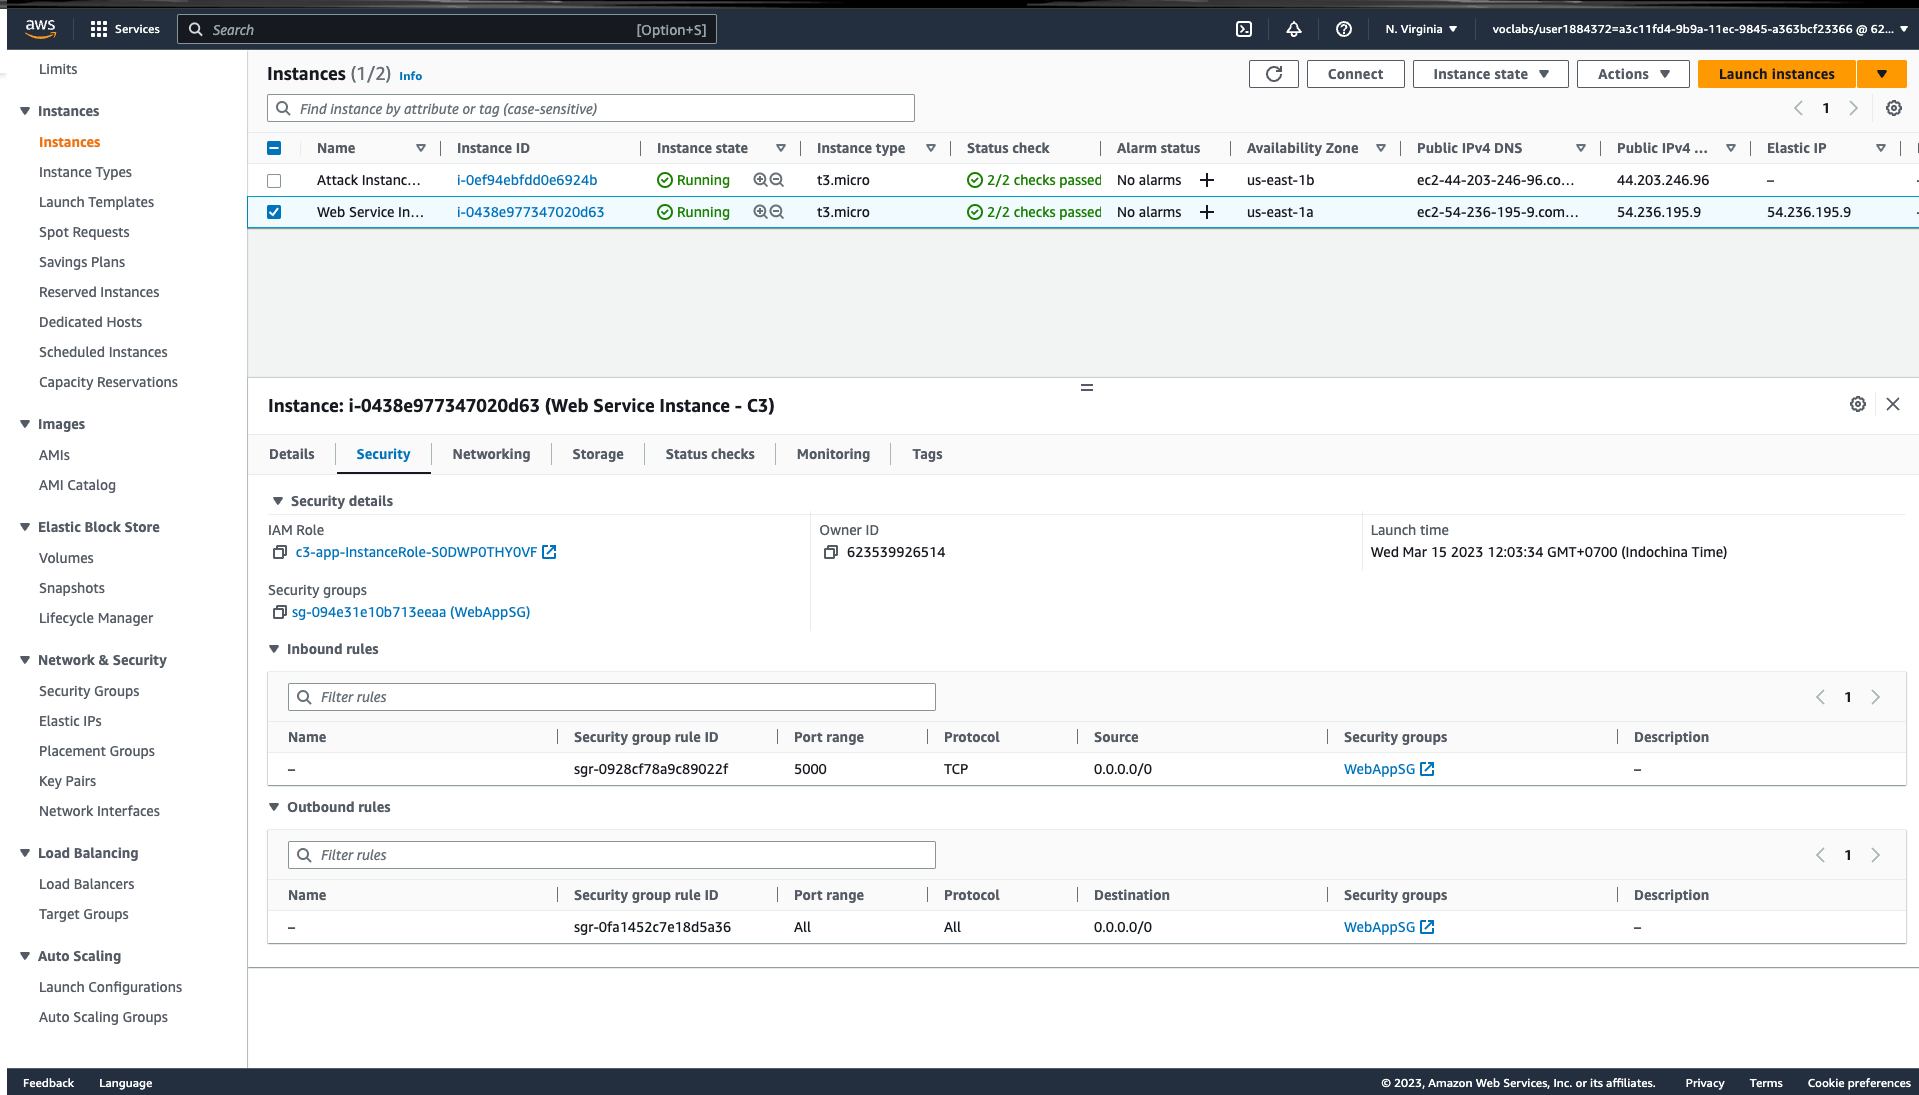 aws Services Search [Option+S] N. Virginia voclabs/user1884372=a3c11fd4-9b9a-11ec-9845-a363bcf23366 @ 62...
Limits
Instances
Instances
Instance Types
Launch Templates
Spot Requests
Savings Plans
Reserved Instances
Dedicated Hosts
Scheduled Instances
Capacity Reservations
Images
AMIs
AMI Catalog
Elastic Block Store
Volumes
Snapshots
Lifecycle Manager
Network & Security
Security Groups
Elastic IPs
Placement Groups
Key Pairs
Network Interfaces
Load Balancing
Load Balancers
Target Groups
Auto Scaling
Launch Configurations
Auto Scaling Groups
Instances (1/2) Info Connect Instance state Actions Launch instances
Find instance by attribute or tag (case-sensitive) 1
Name Instance ID Instance state Instance type Status check Alarm status Availability Zone Public IPv4 DNS Public IPv4 ... Elastic IP
Attack Instanc... i-0ef94ebfdd0e6924b Running t3.micro 2/2 checks passed No alarms + us-east-1b ec2-44-203-246-96.co... 44.203.246.96 –
Web Service In... i-0438e977347020d63 Running t3.micro 2/2 checks passed No alarms + us-east-1a ec2-54-236-195-9.com... 54.236.195.9 54.236.195.9
Instance: i-0438e977347020d63 (Web Service Instance - C3)
Details Security Networking Storage Status checks Monitoring Tags
Security details
IAM Role Owner ID Launch time
c3-app-InstanceRole-S0DWP0THY0VF 623539926514 Wed Mar 15 2023 12:03:34 GMT+0700 (Indochina Time)
Security groups
sg-094e31e10b713eeaa (WebAppSG)
Inbound rules
Filter rules 1
Name Security group rule ID Port range Protocol Source Security groups Description
– sgr-0928cf78a9c89022f 5000 TCP 0.0.0.0/0 WebAppSG –
Outbound rules
Filter rules 1
Name Security group rule ID Port range Protocol Destination Security groups Description
– sgr-0fa1452c7e18d5a36 All All 0.0.0.0/0 WebAppSG –
Feedback Language © 2023, Amazon Web Services, Inc. or its affiliates. Privacy Terms Cookie preferences